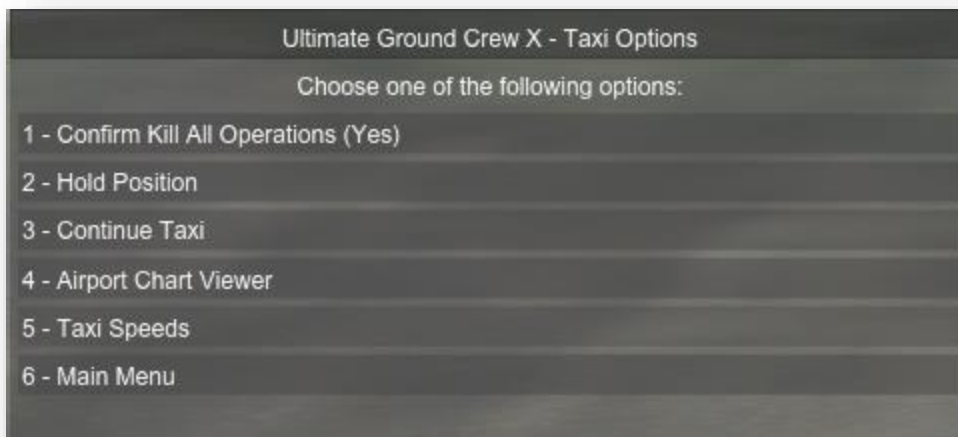 Ultimate Ground Crew X - Taxi Options
Choose one of the following options:
1 - Confirm Kill All Operations (Yes)
2 - Hold Position
3 - Continue Taxi
4 - Airport Chart Viewer
5 - Taxi Speeds
6 - Main Menu